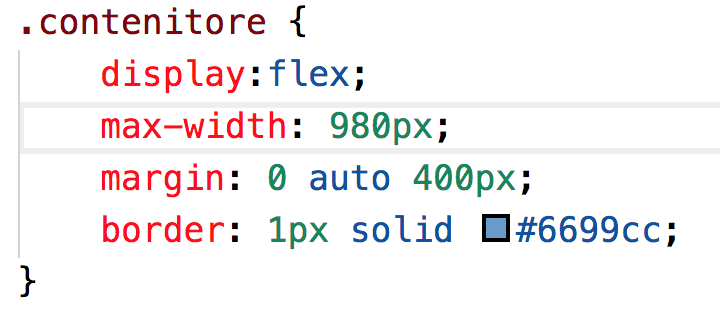 .contenitore {
display:flex;
max-width: 980px;
margin: 0 auto 400px;
border: 1px solid #6699cc;
}